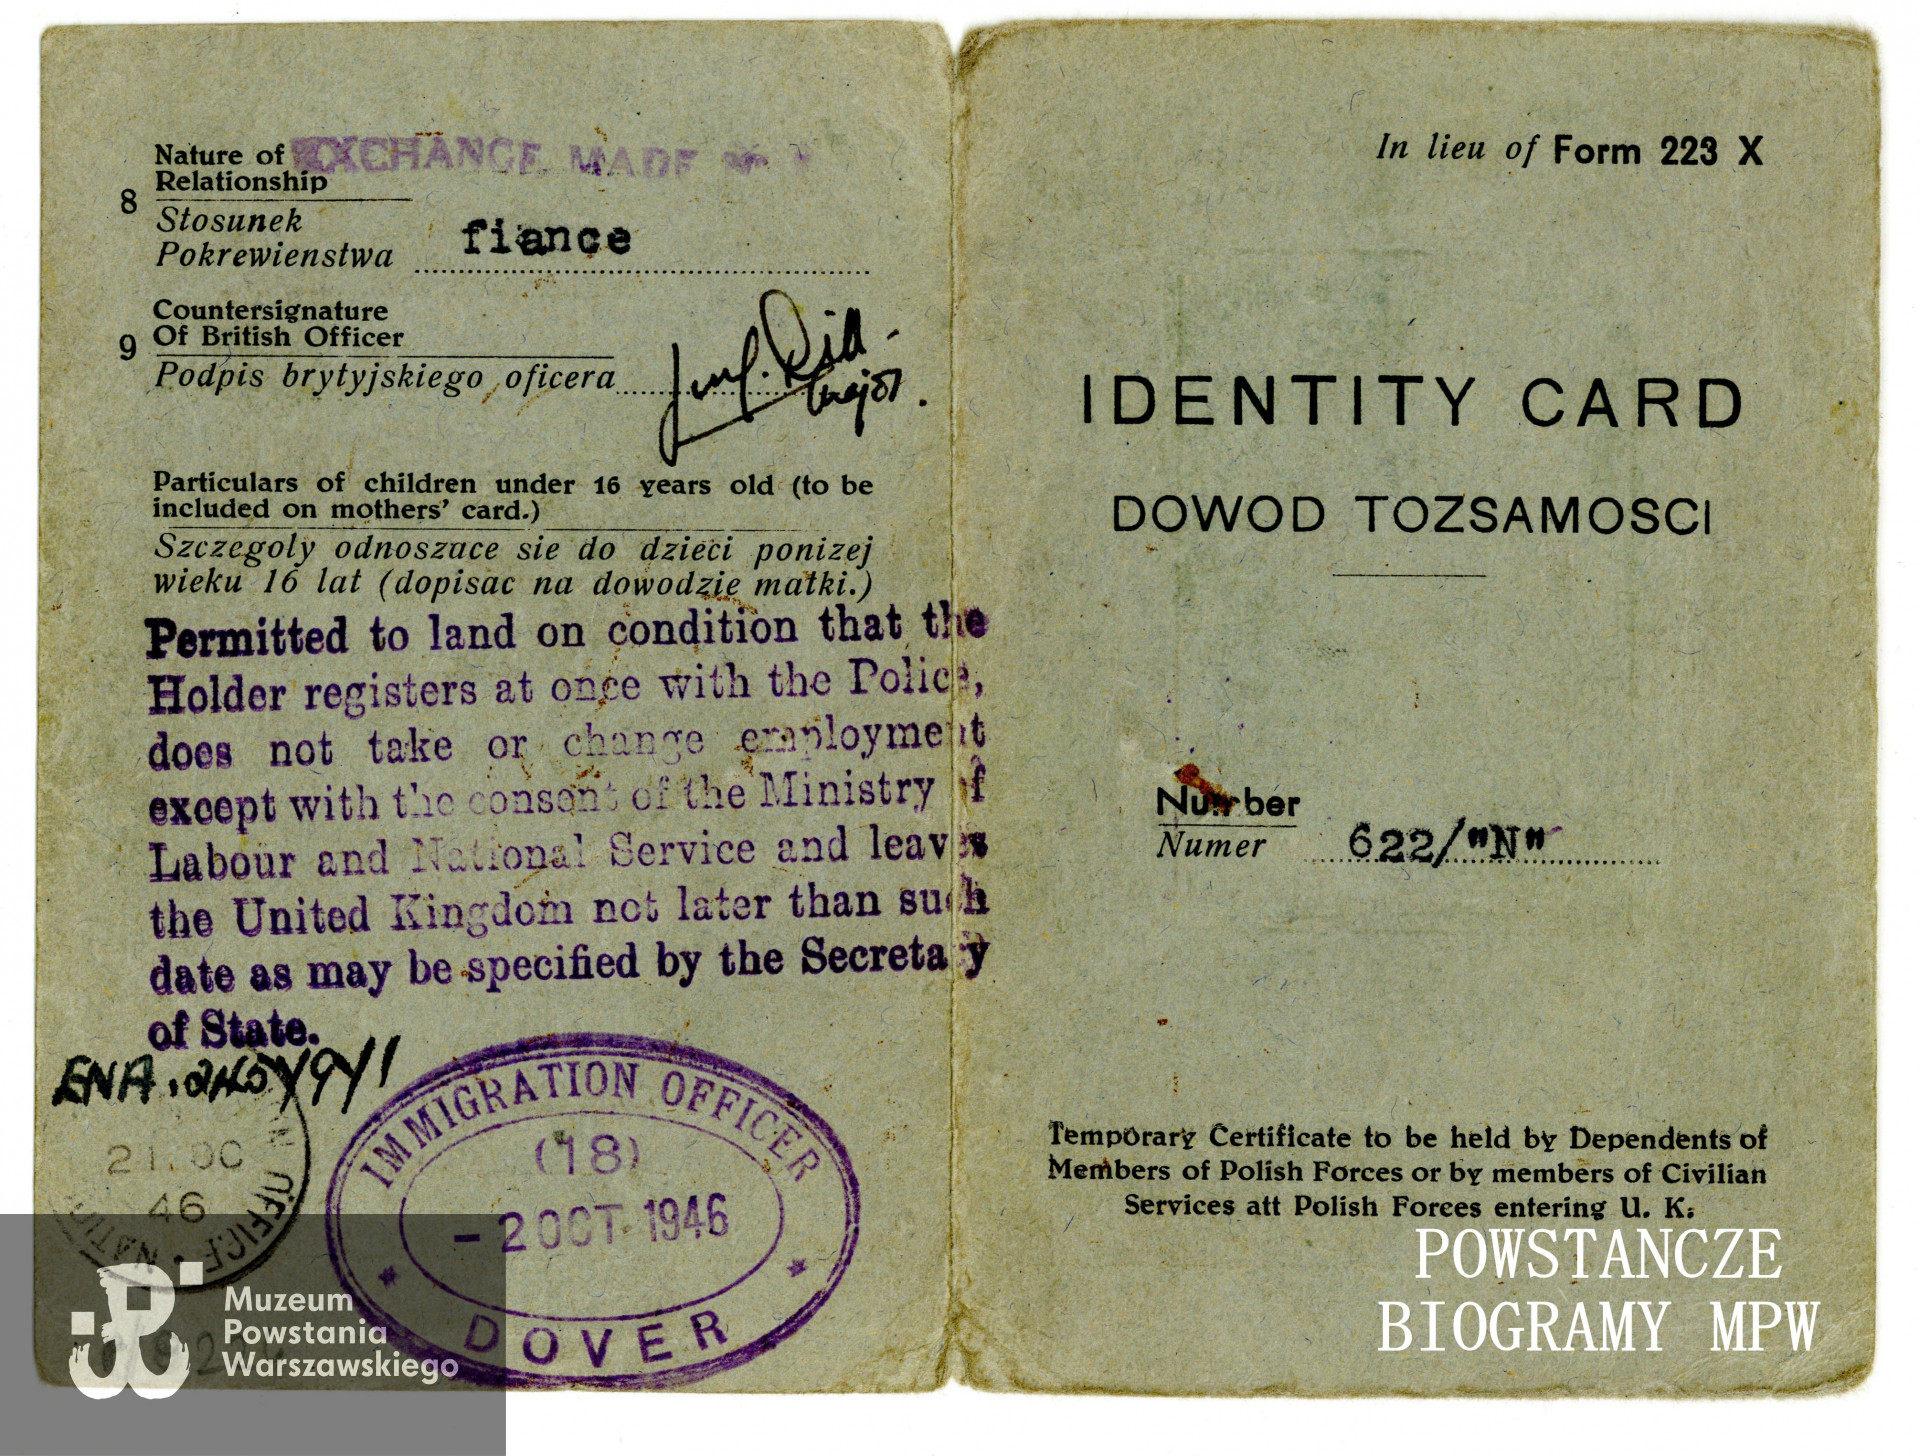 EXCHANGE MADE
8 Nature of
Relationship
Stosunek
Pokrewienstwa fiance
9 Countersignature
Of British Officer
Podpis brytyjskiego oficera
major.
Particulars of children under 16 years old (to be
included on mothers' card.)
Szczegoly odnoszace sie do dzieci ponizej
wieku 16 lat (dopisac na dowodzie matki.)
Permitted to land on condition that the
Holder registers at once with the Police,
does not take or change employment
except with the consent of the Ministry of
Labour and National Service and leaves
the United Kingdom not later than such
date as may be specified by the Secretary
of State.
21. OC
46
IMMIGRATION OFFICER
(18)
-2 OCT 1946
* DOVER *
Muzeum
Powstania
Warszawskiego
In lieu of Form 223 X
IDENTITY CARD
DOWOD TOZSAMOSCI
Number
Numer 622/"N"
Temporary Certificate to be held by Dependents of
Members of Polish Forces or by members of Civilian
Services att Polish Forces entering U. K.
POWSTANCZE
BIOGRAMY MPW